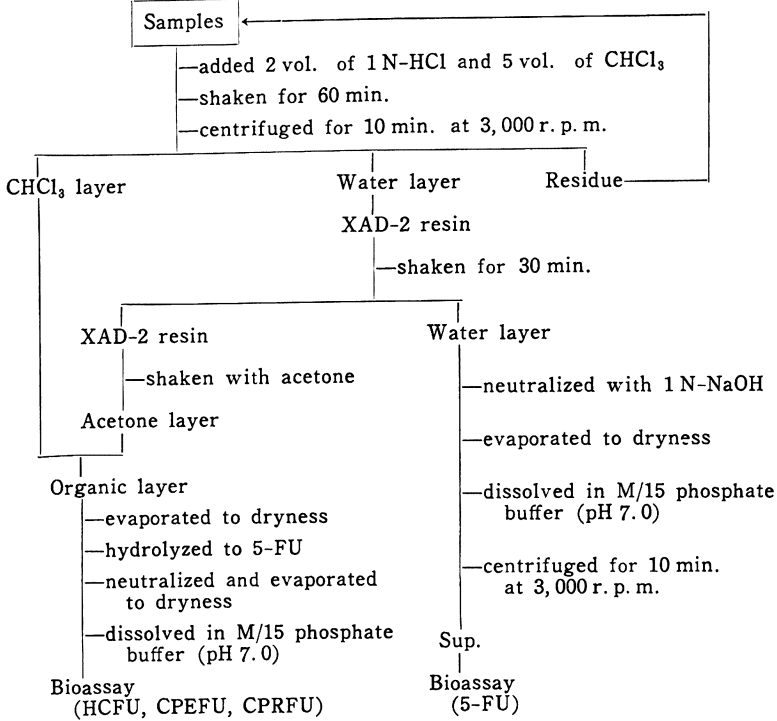 Samples
—added 2 vol. of 1 N-HCl and 5 vol. of CHCl₃
—shaken for 60 min.
—centrifuged for 10 min. at 3,000 r. p. m.
CHCl₃ layer
Water layer
Residue
XAD-2 resin
—shaken for 30 min.
XAD-2 resin
—shaken with acetone
Acetone layer
Organic layer
—evaporated to dryness
—hydrolyzed to 5-FU
—neutralized and evaporated
to dryness
—dissolved in M/15 phosphate
buffer (pH 7.0)
Bioassay
(HCFU, CPEFU, CPRFU)
Water layer
—neutralized with 1 N-NaOH
—evaporated to dryness
—dissolved in M/15 phosphate
buffer (pH 7.0)
—centrifuged for 10 min.
at 3,000 r. p. m.
Sup.
Bioassay
(5-FU)